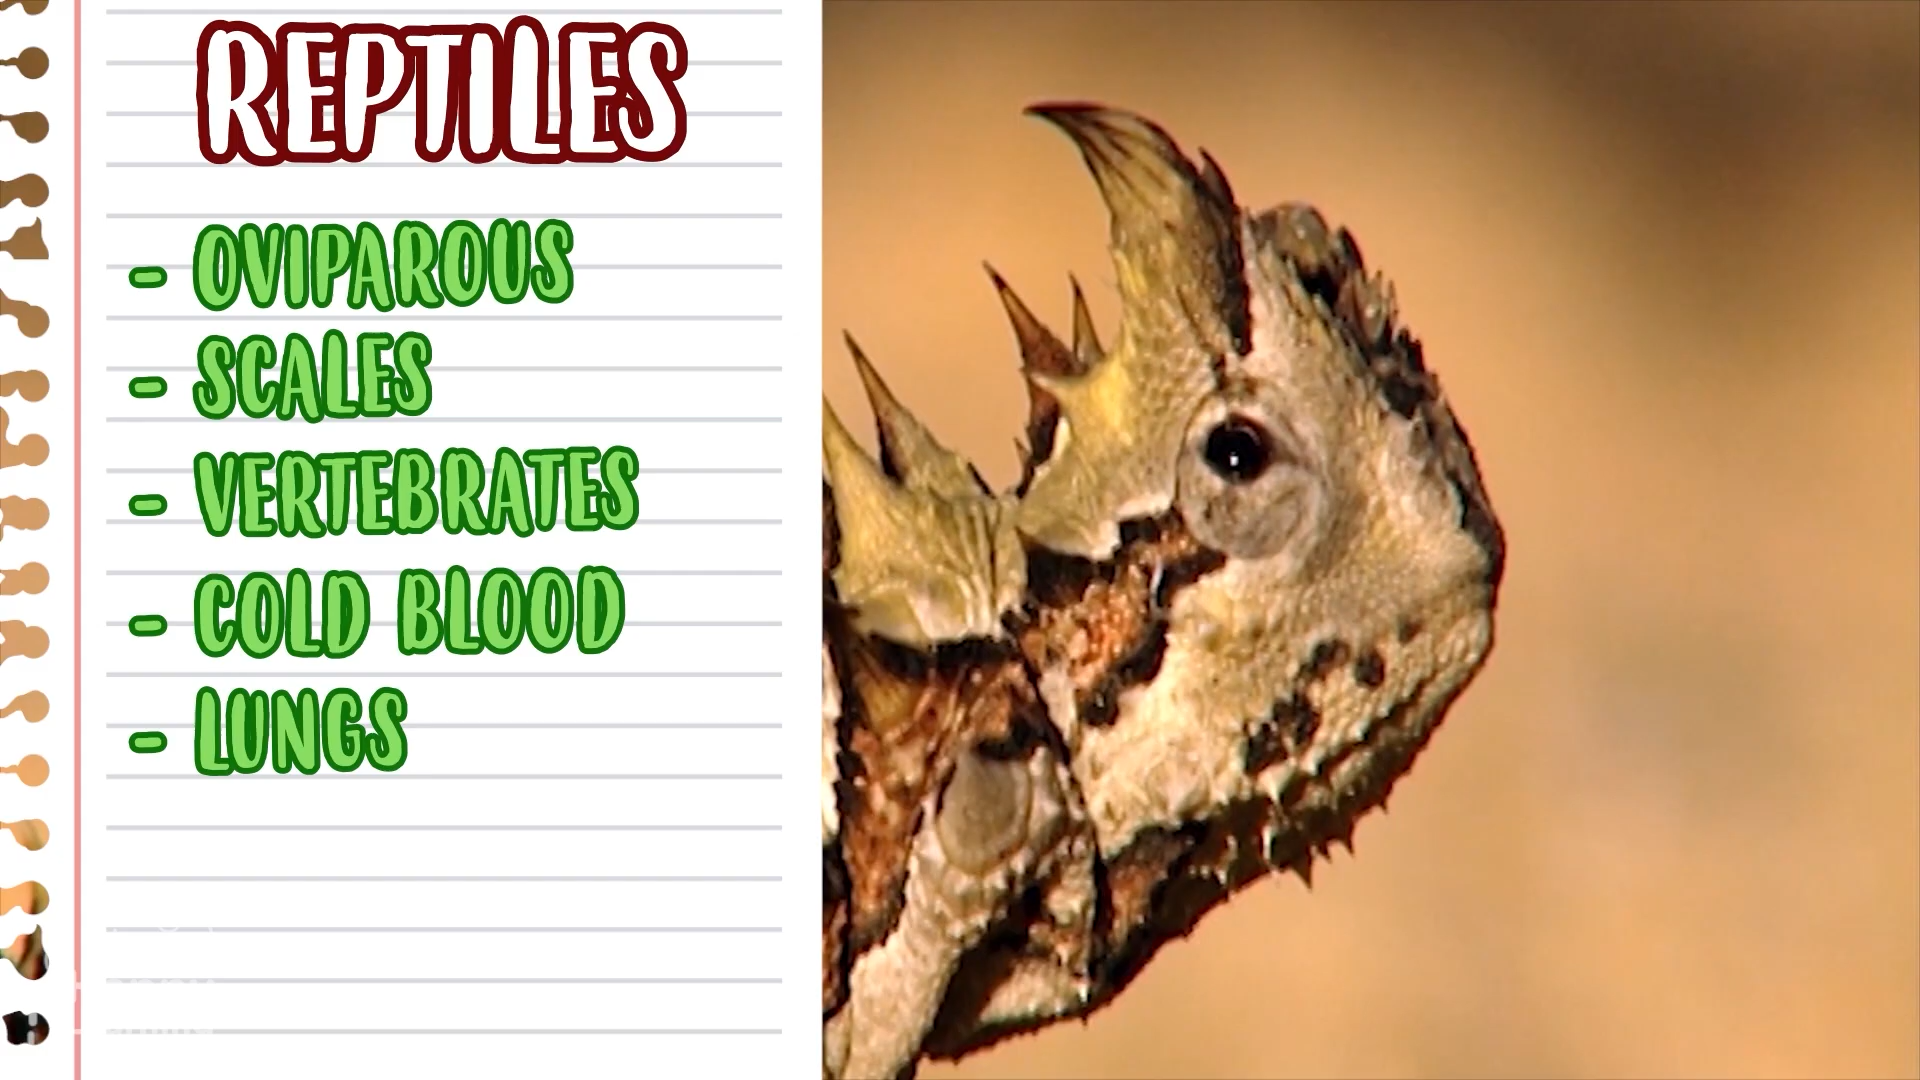 REPTILES
- OVIPAROUS
- SCALES
- VERTEBRATES
- COLD BLOOD
- LUNGS